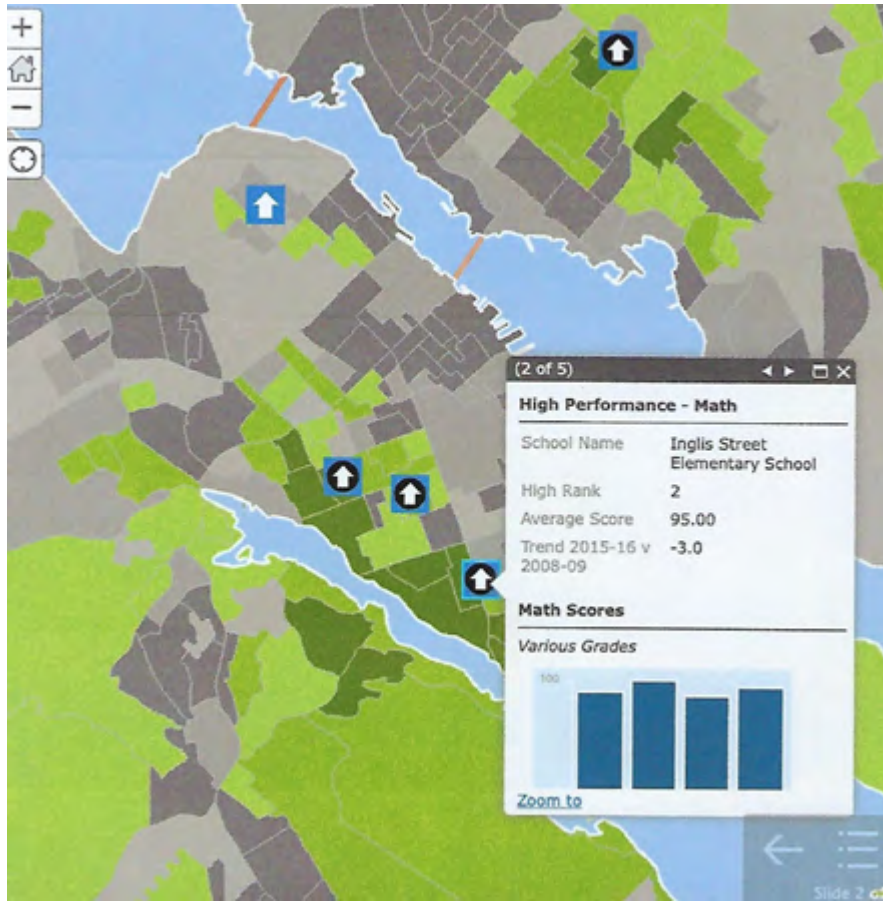 (2 of 5)
High Performance - Math
School Name Inglis Street
Elementary School
High Rank 2
Average Score 95.00
Trend 2015-16 v -3.0
2008-09
Math Scores
Various Grades
100
Zoom to
Slide 2 of